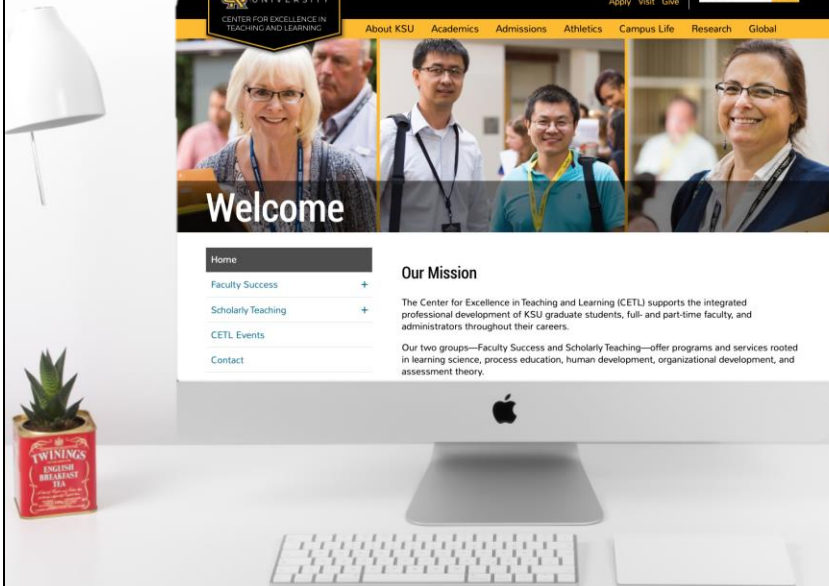 UNIVERSITY
CENTER FOR EXCELLENCE IN
TEACHING AND LEARNING
Apply Visit Give
About KSU Academics Admissions Athletics Campus Life Research Global
Welcome
Home
Faculty Success +
Scholarly Teaching +
CETL Events
Contact
Our Mission
The Center for Excellence in Teaching and Learning (CETL) supports the integrated
professional development of KSU graduate students, full- and part-time faculty, and
administrators throughout their careers.
Our two groups—Faculty Success and Scholarly Teaching—offer programs and services rooted
in learning science, process education, human development, organizational development, and
assessment theory.
TWININGS
ENGLISH
BREAKFAST
TEA